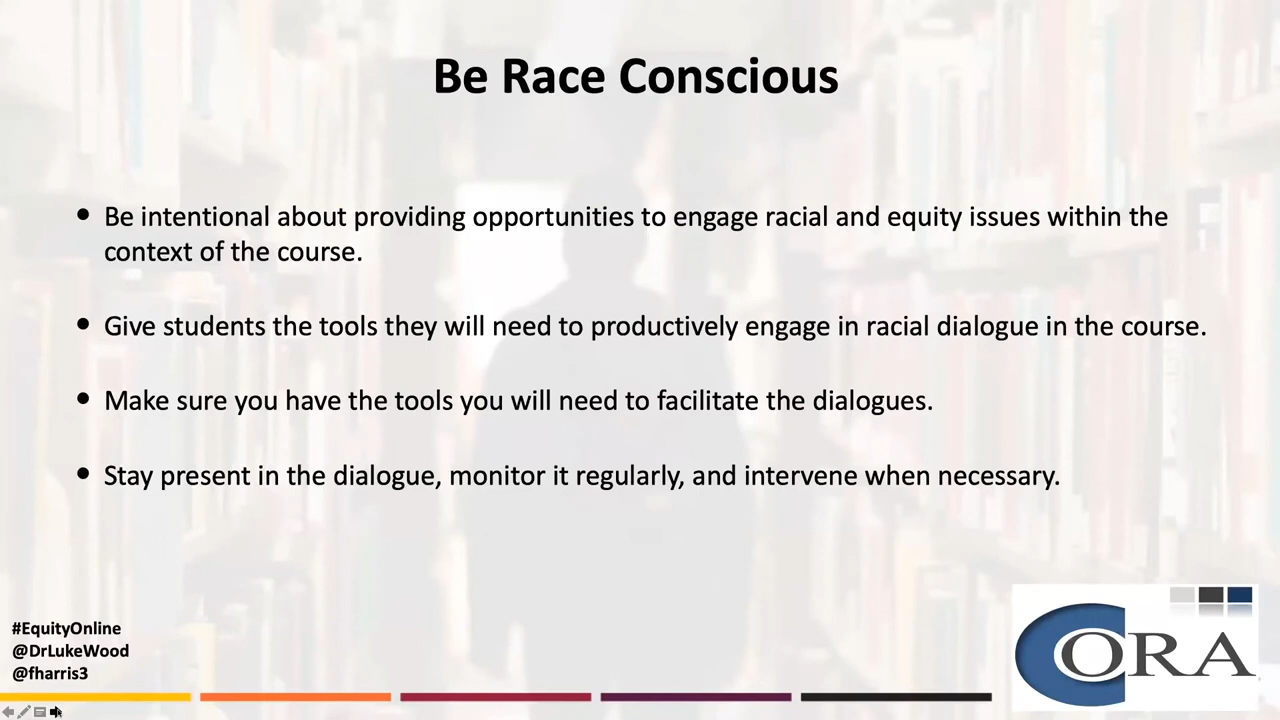 Be Race Conscious
• Be intentional about providing opportunities to engage racial and equity issues within the
context of the course.
• Give students the tools they will need to productively engage in racial dialogue in the course.
• Make sure you have the tools you will need to facilitate the dialogues.
• Stay present in the dialogue, monitor it regularly, and intervene when necessary.
#EquityOnline
@DrLukeWood
@fharris3
CORA